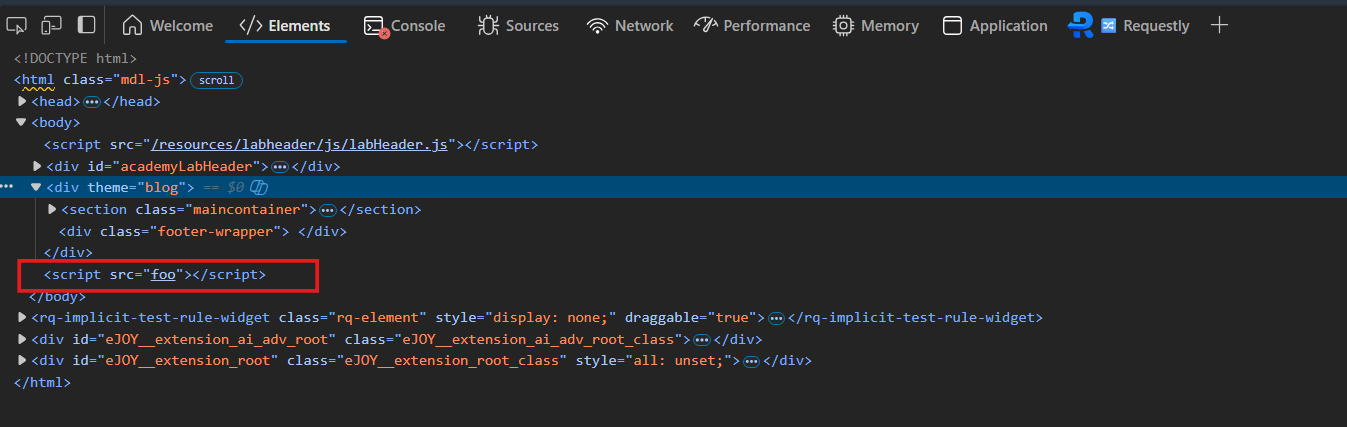 Welcome Elements Console Sources Network Performance Memory Application Requestly
<!DOCTYPE html>
<html class="mdl-js"> scroll
<head> ••• </head>
<body>
<script src="/resources/labheader/js/labHeader.js"></script>
<div id="academyLabHeader"> ••• </div>
••• <div theme="blog"> == $0
<section class="maincontainer"> ••• </section>
<div class="footer-wrapper"> </div>
</div>
<script src="foo"></script>
</body>
<rq-implicit-test-rule-widget class="rq-element" style="display: none;" draggable="true"> ••• </rq-implicit-test-rule-widget>
<div id="eJOY__extension_ai_adv_root" class="eJOY__extension_ai_adv_root_class"> ••• </div>
<div id="eJOY__extension_root" class="eJOY__extension_root_class" style="all: unset;"> ••• </div>
</html>